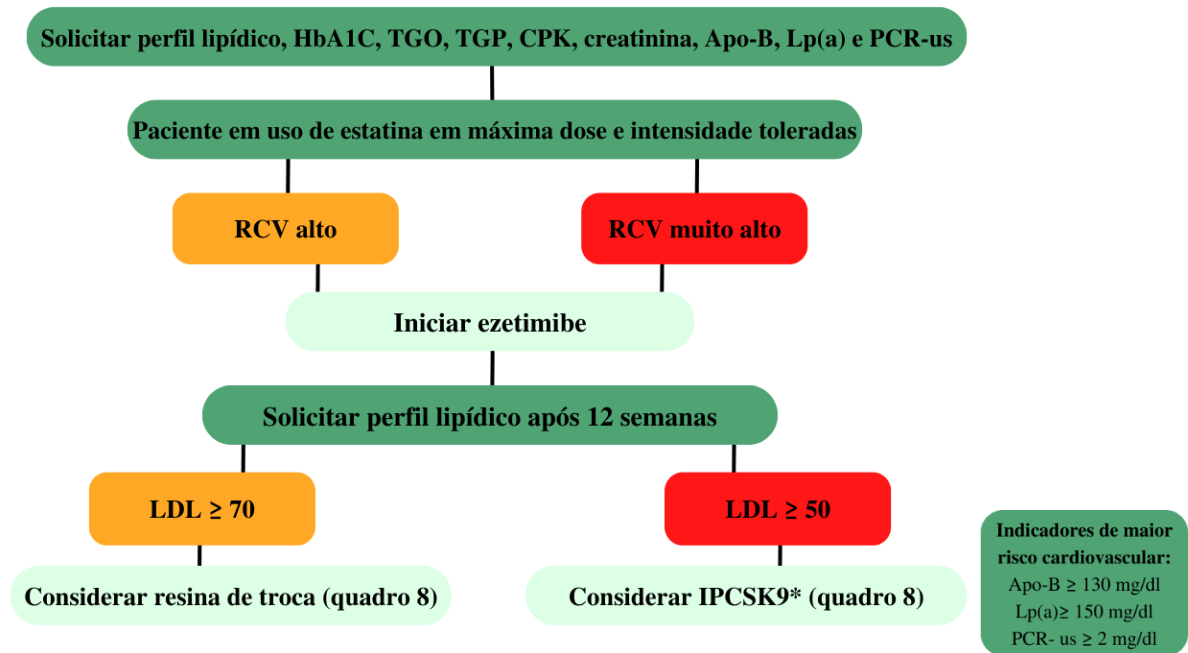 Solicitar perfil lipídico, HbA1C, TGO, TGP, CPK, creatinina, Apo-B, Lp(a) e PCR-us
Paciente em uso de estatina em máxima dose e intensidade toleradas
RCV alto
RCV muito alto
Iniciar ezetimibe
Solicitar perfil lipídico após 12 semanas
LDL ≥ 70
LDL ≥ 50
Considerar resina de troca (quadro 8)
Considerar IPCSK9* (quadro 8)
Indicadores de maior
risco cardiovascular:
Apo-B ≥ 130 mg/dl
Lp(a)≥ 150 mg/dl
PCR- us ≥ 2 mg/dl